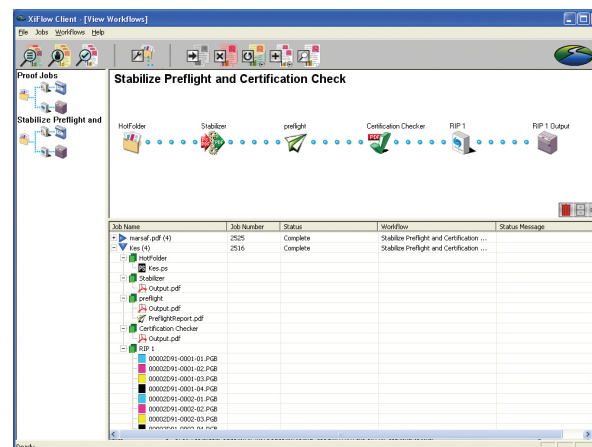 XiFlow Client - [View Workflows]
File Jobs Workflows Help
Proof Jobs
Stabilize Preflight and
Stabilize Preflight and Certification Check
HotFolder Stabilizer preflight Certification Checker RIP 1 RIP 1 Output
Job Name Job Number Status Workflow Status Message
marsaf.pdf (4) 2525 Complete Stabilize Preflight and Certification ...
Kes (4) 2516 Complete Stabilize Preflight and Certification ...
HotFolder
Kes.ps
Stabilizer
Output.pdf
preflight
Output.pdf
PreflightReport.pdf
Certification Checker
Output.pdf
RIP 1
00002D91-0001-01.PGB
00002D91-0001-02.PGB
00002D91-0001-03.PGB
00002D91-0001-04.PGB
00002D91-0002-01.PGB
00002D91-0002-02.PGB
00002D91-0002-03.PGB
00002D91-0002-04.PGB
Ready